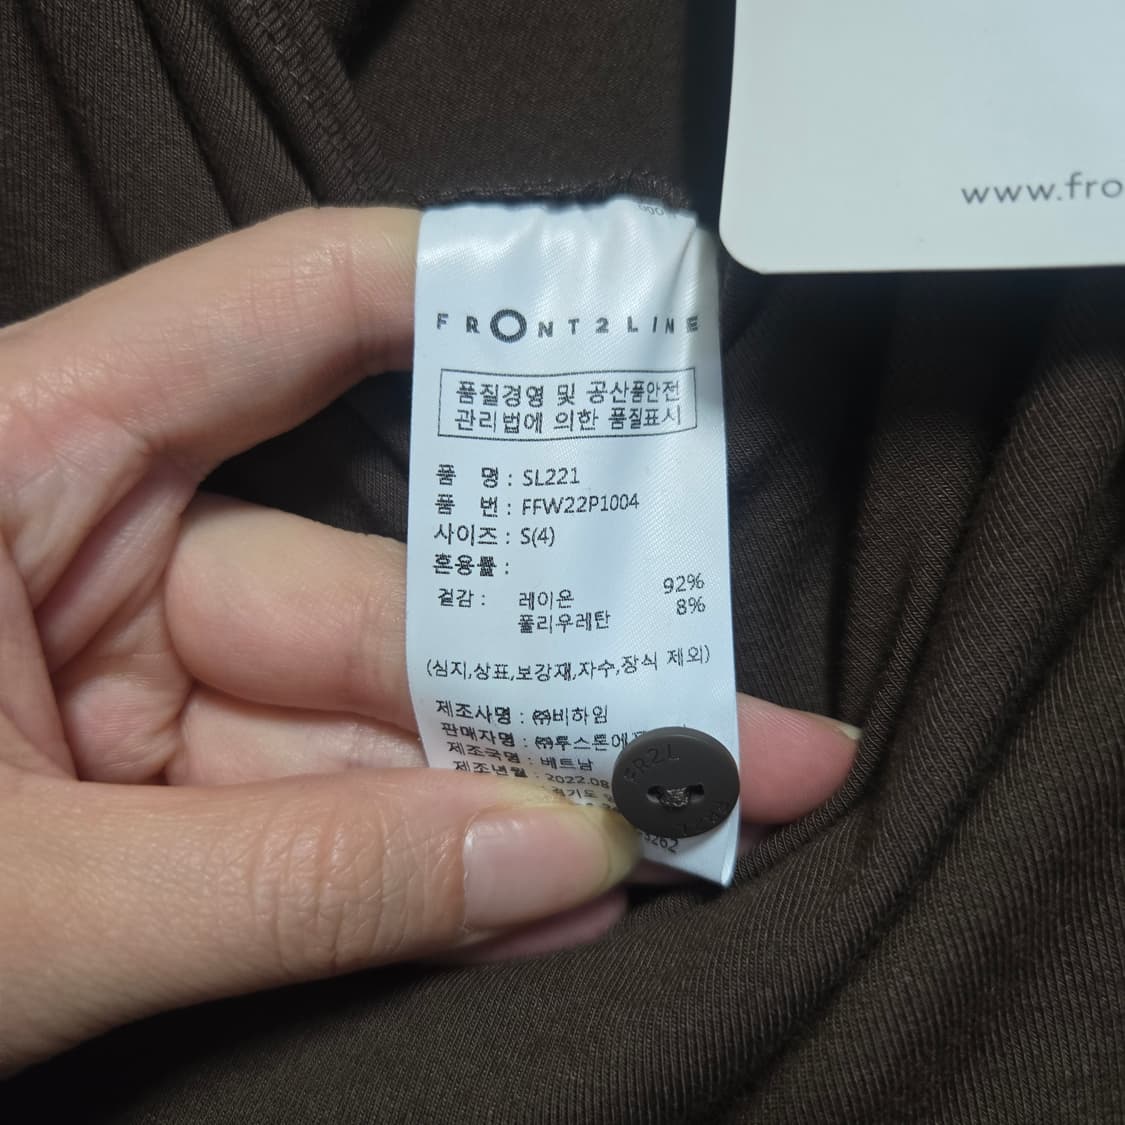 www.fro
FRONT2LINE
품질경영 및 공산품안전
관리법에 의한 품질표시
품 명 : SL221
품 번 : FFW22P1004
사이즈 : S(4)
혼용률 :
겉감 : 레이온 92%
폴리우레탄 8%
(심지,상표,보강재,자수,장식 제외)
제조사명 : ㈜비하임
판매자명 : ㈜투스톤에프
제조국명 : 베트남
제조년월 : 2022.08
경기도
FR2L